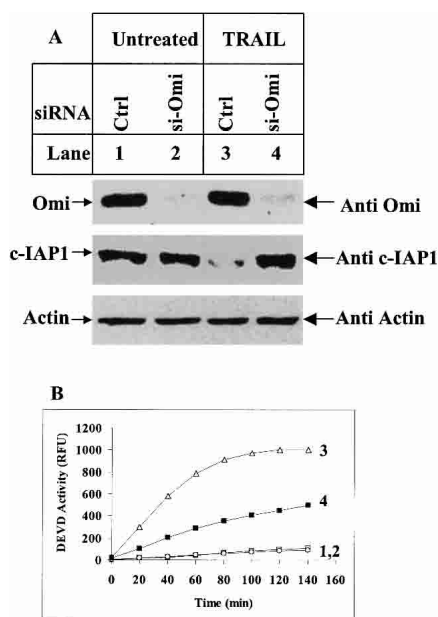 A
Untreated TRAIL
siRNA Ctrl si-Omi Ctrl si-Omi
Lane 1 2 3 4
Omi Anti Omi
c-IAP1 Anti c-IAP1
Actin Anti Actin
B
1200
1000
800
600
400
200
0
DEVD Activity (RFU)
3
4
1,2
0 20 40 60 80 100 120 140 160
Time (min)